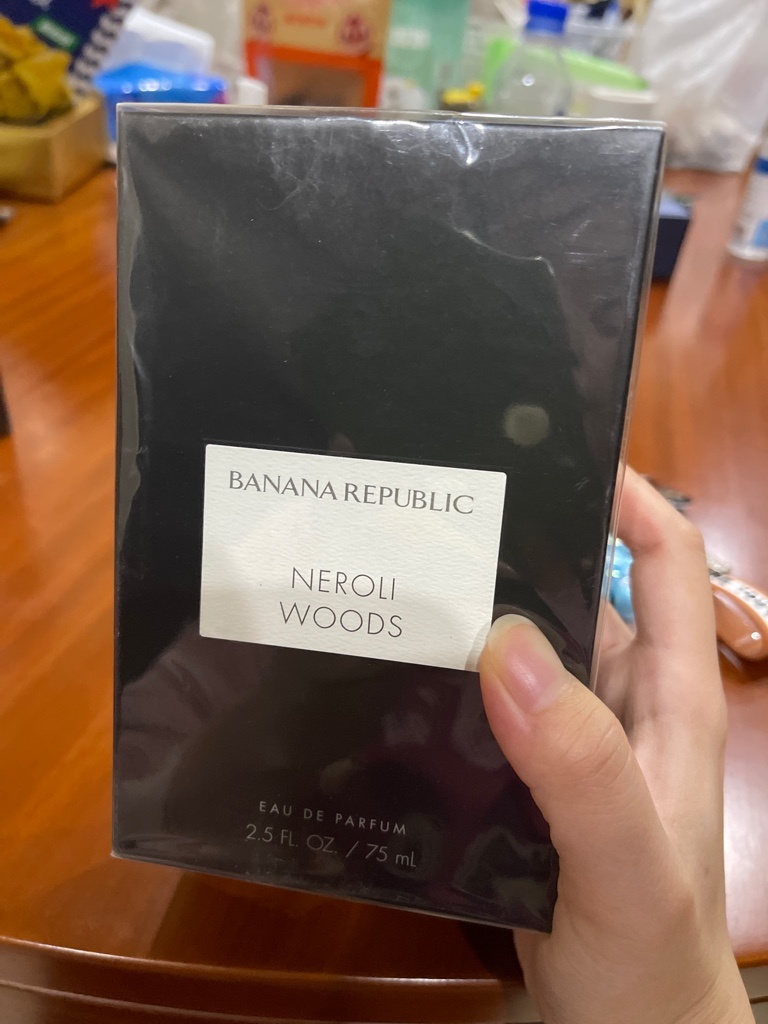 BANANA REPUBLIC
NEROLI
WOODS
EAU DE PARFUM
2.5 FL. OZ. / 75 mL